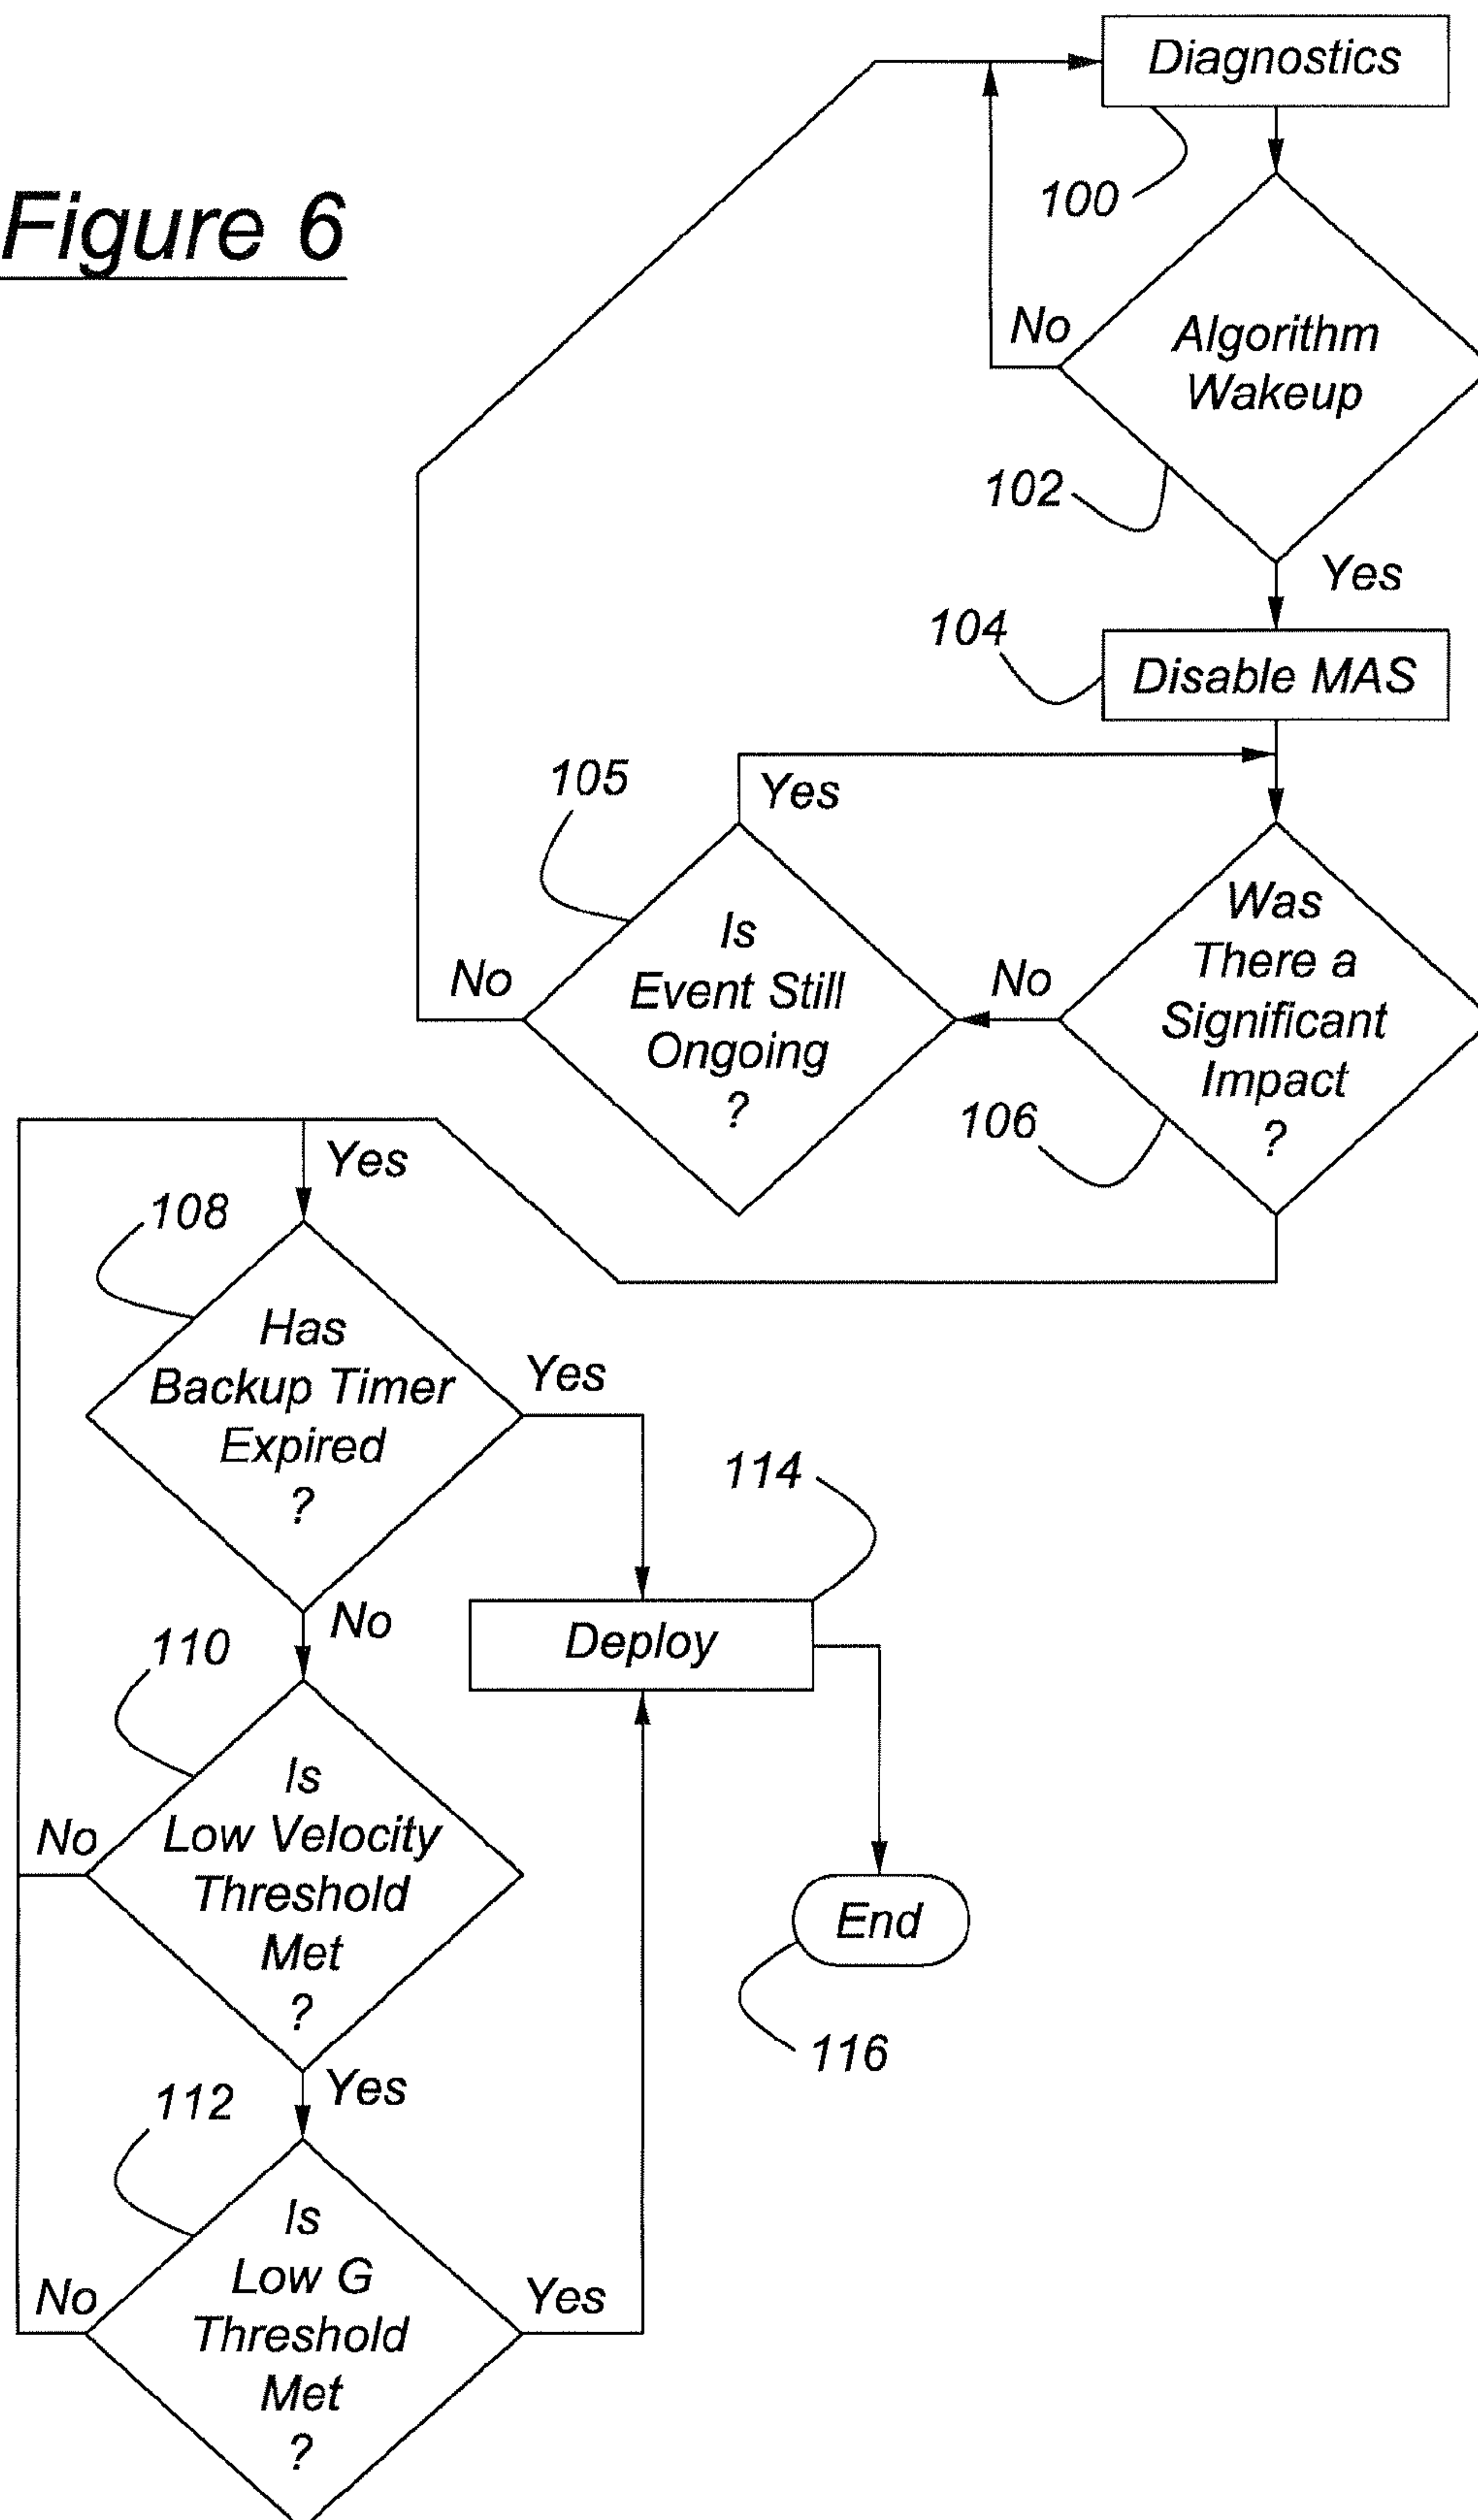 Figure 6
Diagnostics
100
No
Algorithm
Wakeup
102
Yes
104
Disable MAS
105
Yes
Is
Event Still
Ongoing
?
No
No
Was
There a
Significant
Impact
?
106
Yes
108
Has
Backup Timer
Expired
?
Yes
No
114
Deploy
110
Is
Low Velocity
Threshold
Met
?
No
Yes
End
116
112
Is
Low G
Threshold
Met
?
No
Yes